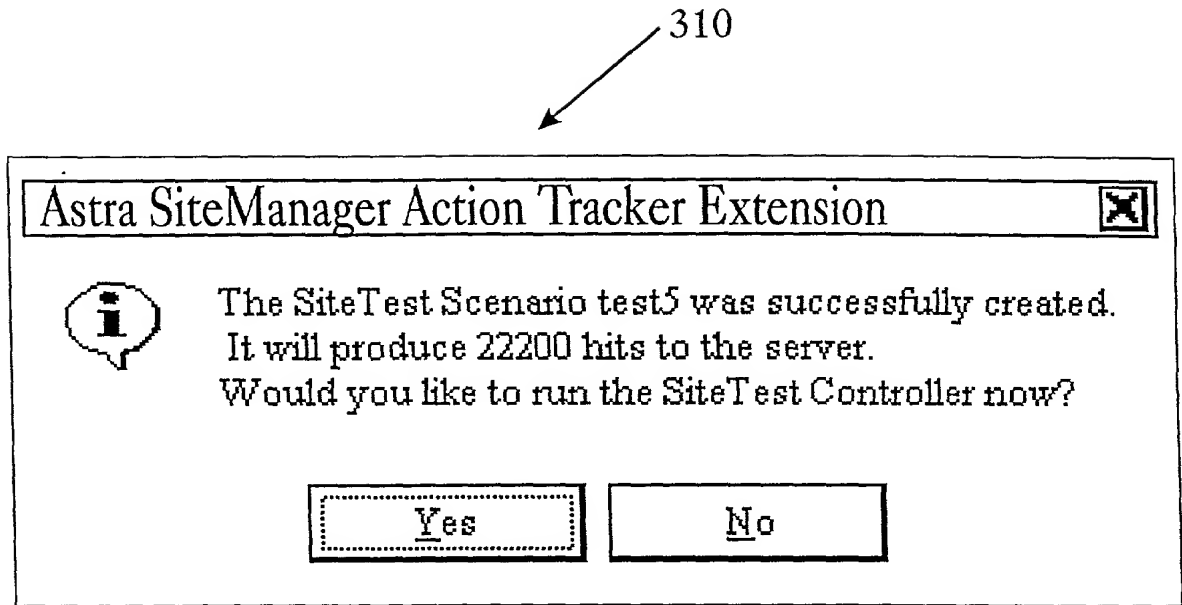 310
Astra SiteManager Action Tracker Extension
The SiteTest Scenario test5 was successfully created.
It will produce 22200 hits to the server.
Would you like to run the SiteTest Controller now?
Yes
No